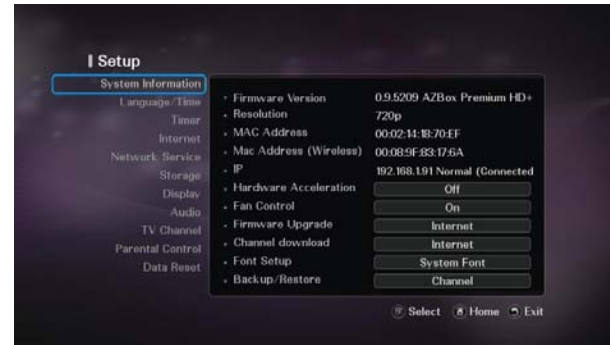 Setup
System Information
Language/Time
Timer
Internet
Network Service
Storage
Display
Audio
TV Channel
Parental Control
Data Reset
Firmware Version 0.9.5209 AZBox Premium HD+
Resolution 720p
MAC Address 00:02:14:18:70:EF
Mac Address (Wireless) 00:08:9F:83:17:6A
IP 192.168.1.91 Normal (Connected
Hardware Acceleration Off
Fan Control On
Firmware Upgrade Internet
Channel download Internet
Font Setup System Font
Backup/Restore Channel
Select Home Exit